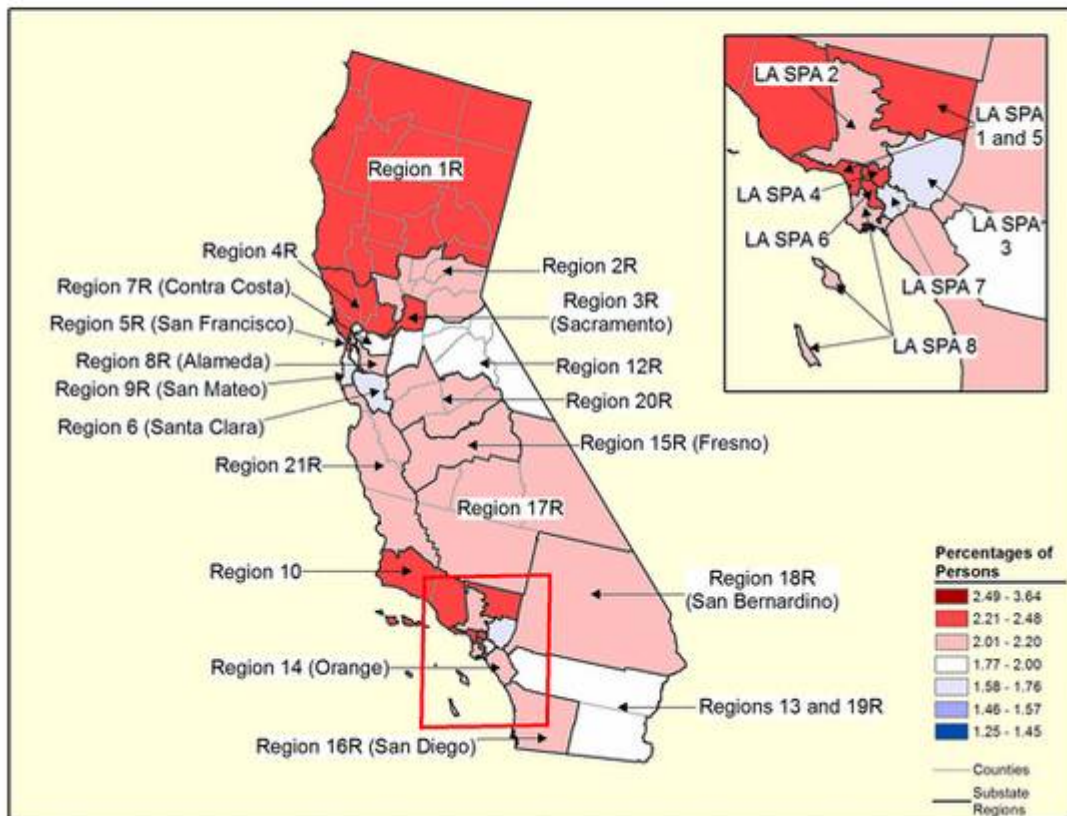 Region 1R
Region 4R
Region 7R (Contra Costa)
Region 5R (San Francisco)
Region 8R (Alameda)
Region 9R (San Mateo)
Region 6 (Santa Clara)
Region 21R
Region 10
Region 14 (Orange)
Region 16R (San Diego)
Region 2R
Region 3R
(Sacramento)
Region 12R
Region 20R
Region 15R (Fresno)
Region 17R
Region 18R
(San Bernardino)
Regions 13 and 19R
LA SPA 2
LA SPA
1 and 5
LA SPA 4
LA SPA 6
LA SPA
3
LA SPA 7
LA SPA 8
Percentages of
Persons
2.49 - 3.64
2.21 - 2.48
2.01 - 2.20
1.77 - 2.00
1.58 - 1.76
1.46 - 1.57
1.25 - 1.45
Counties
Substate
Regions